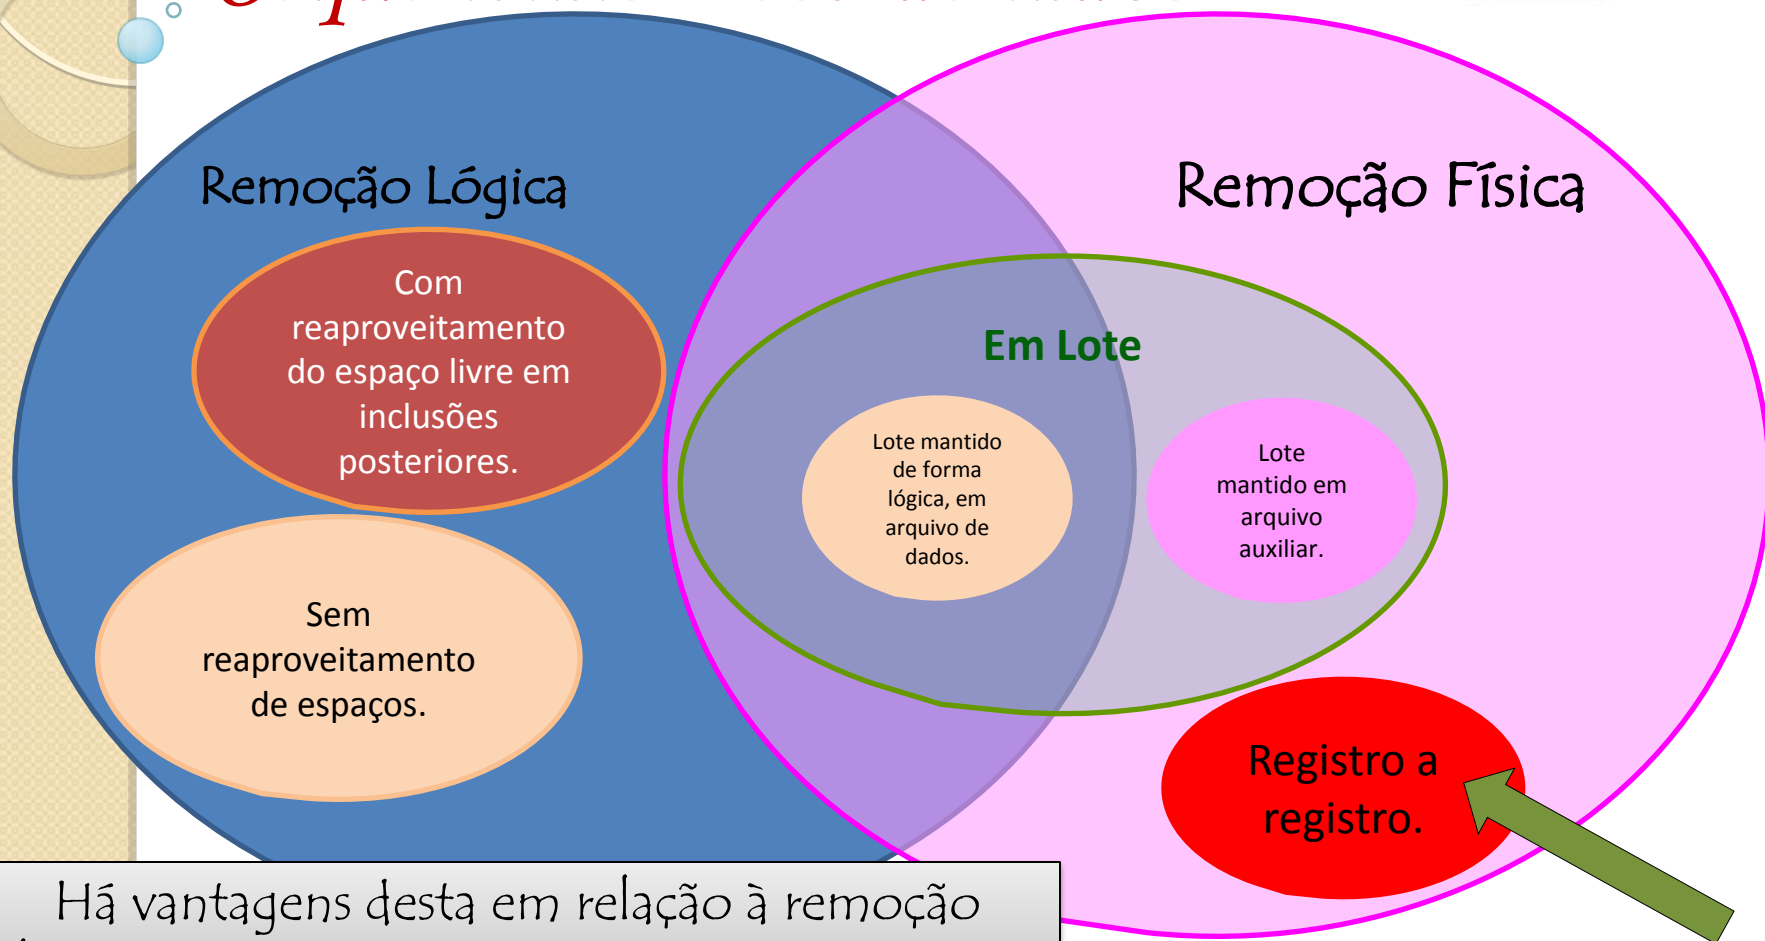 Remoção Lógica
Remoção Física
Com
reaproveitamento
do espaço livre em
inclusões
posteriores.
Em Lote
Lote mantido
de forma
lógica, em
arquivo de
dados.
Lote
mantido em
arquivo
auxiliar.
Sem
reaproveitamento
de espaços.
Registro a
registro.
Há vantagens desta em relação à remoção